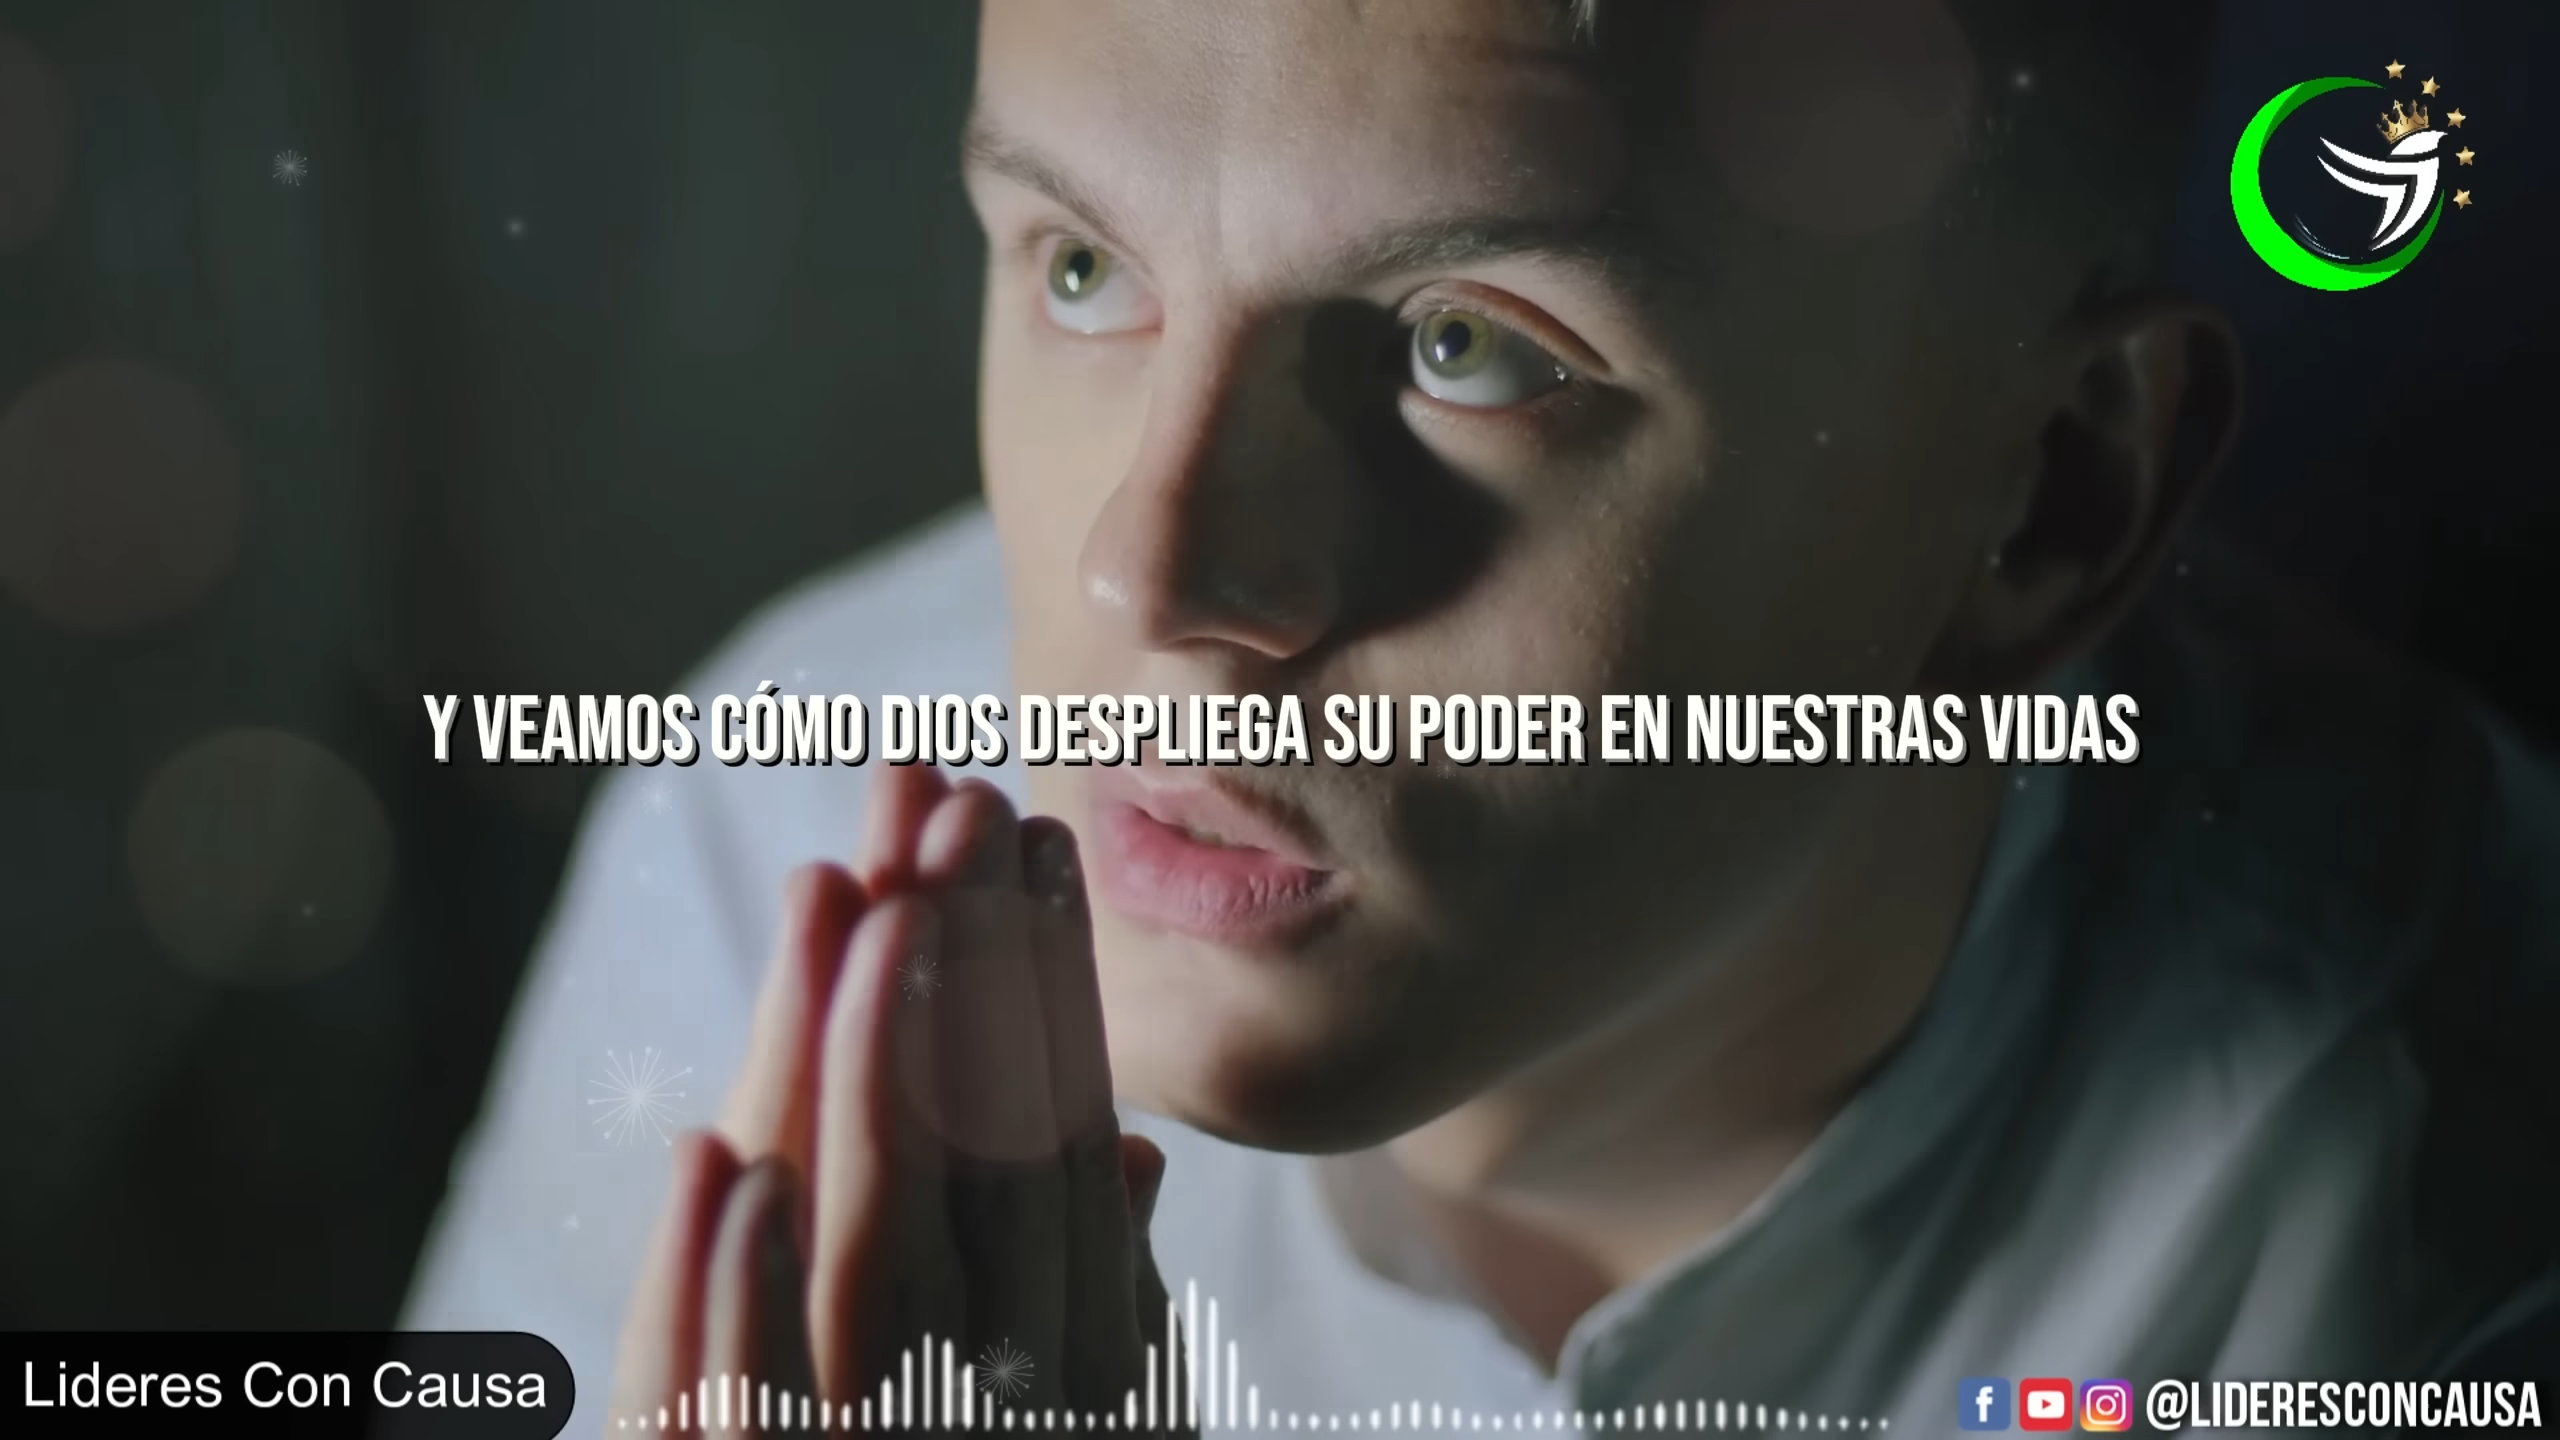 Y VEAMOS CÓMO DIOS DESPLIEGA SU PODER EN NUESTRAS VIDAS
Lideres Con Causa
@LIDERESCONCAUSA